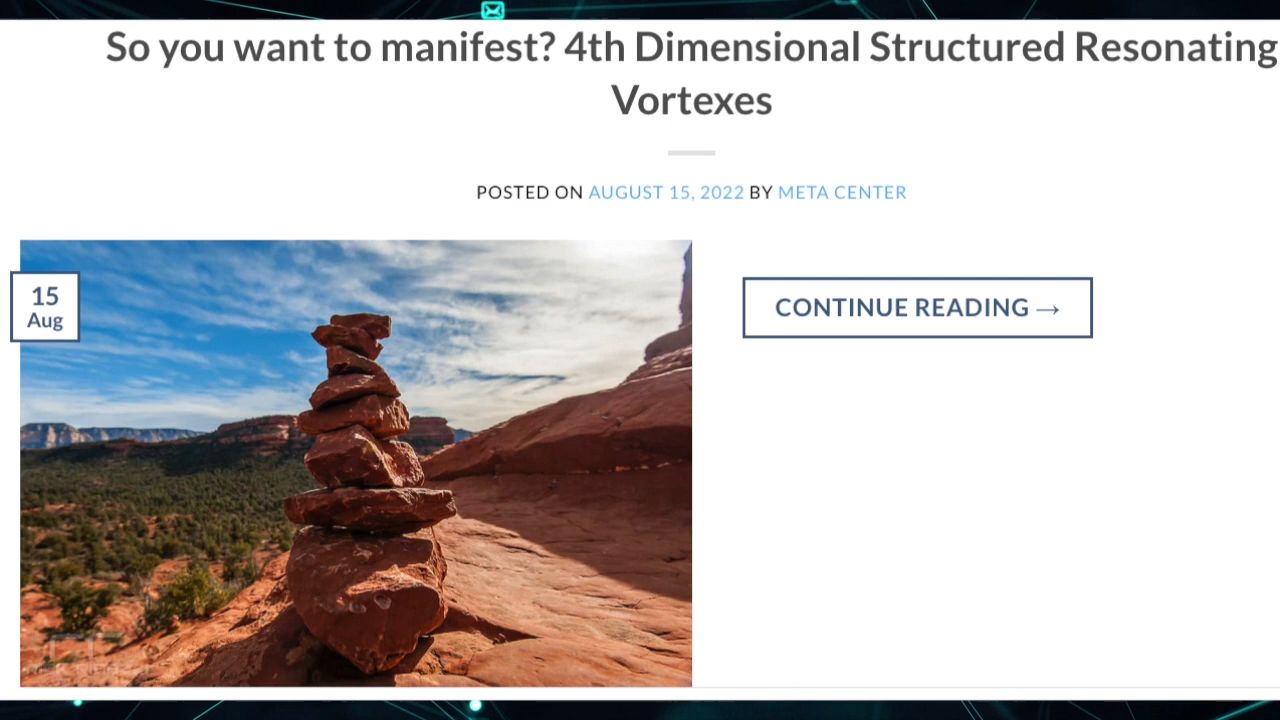 So you want to manifest? 4th Dimensional Structured Resonating
Vortexes
POSTED ON AUGUST 15, 2022 BY META CENTER
15
Aug
CONTINUE READING →